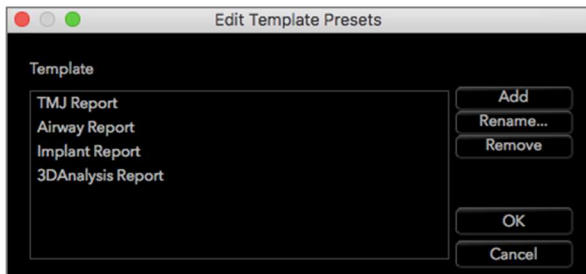 Edit Template Presets
Template
TMJ Report
Airway Report
Implant Report
3DAnalysis Report
Add
Rename...
Remove
OK
Cancel